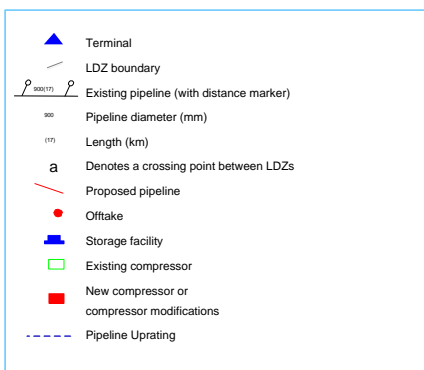 Terminal
LDZ boundary
900(17) Existing pipeline (with distance marker)
900 Pipeline diameter (mm)
(17) Length (km)
a Denotes a crossing point between LDZs
Proposed pipeline
Offtake
Storage facility
Existing compressor
New compressor or
compressor modifications
Pipeline Uprating